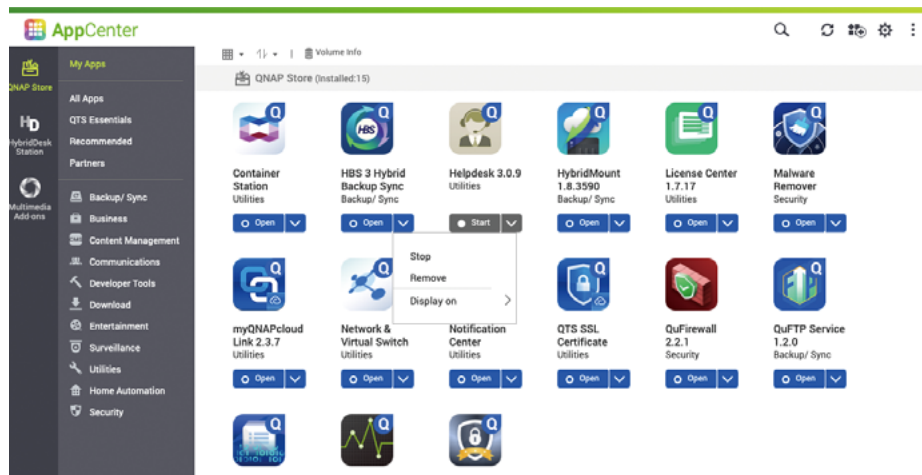 AppCenter
Volume Info
QNAP Store
HybridDesk
Station
Multimedia
Add-ons
My Apps
All Apps
QTS Essentials
Recommended
Partners
Backup/ Sync
Business
Content Management
Communications
Developer Tools
Download
Entertainment
Surveillance
Utilities
Home Automation
Security
QNAP Store (Installed:15)
Container
Station
Utilities
Open
HBS
HBS 3 Hybrid
Backup Sync
Backup/ Sync
Open
Helpdesk 3.0.9
Utilities
Start
HybridMount
1.8.3590
Backup/ Sync
Open
License Center
1.7.17
Utilities
Open
Malware
Remover
Security
Open
Stop
Remove
Display on
myQNAPcloud
Link 2.3.7
Utilities
Open
Network &
Virtual Switch
Utilities
Open
Notification
Center
Utilities
Open
QTS SSL
Certificate
Utilities
Open
QuFirewall
2.2.1
Security
Open
QuFTP Service
1.2.0
Backup/ Sync
Open